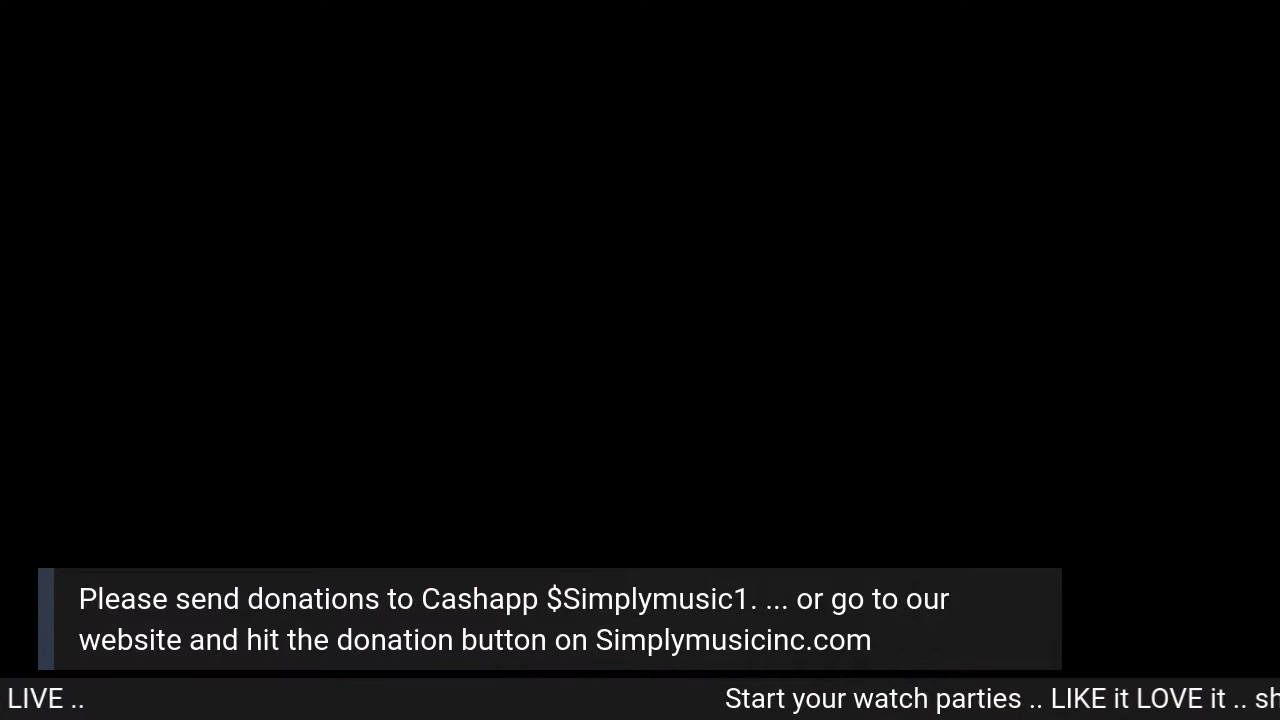 Please send donations to Cashapp $Simplymusic1. ... or go to our
website and hit the donation button on Simplymusicinc.com
LIVE .. Start your watch parties .. LIKE it LOVE it .. sh